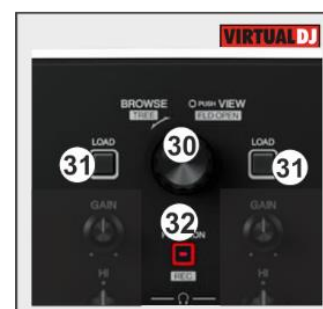 VIRTUALDJ
BROWSE PUSH VIEW
TREE FLD OPEN
LOAD 30 LOAD
31 31
32
GAIN GAIN
REC
HI HI